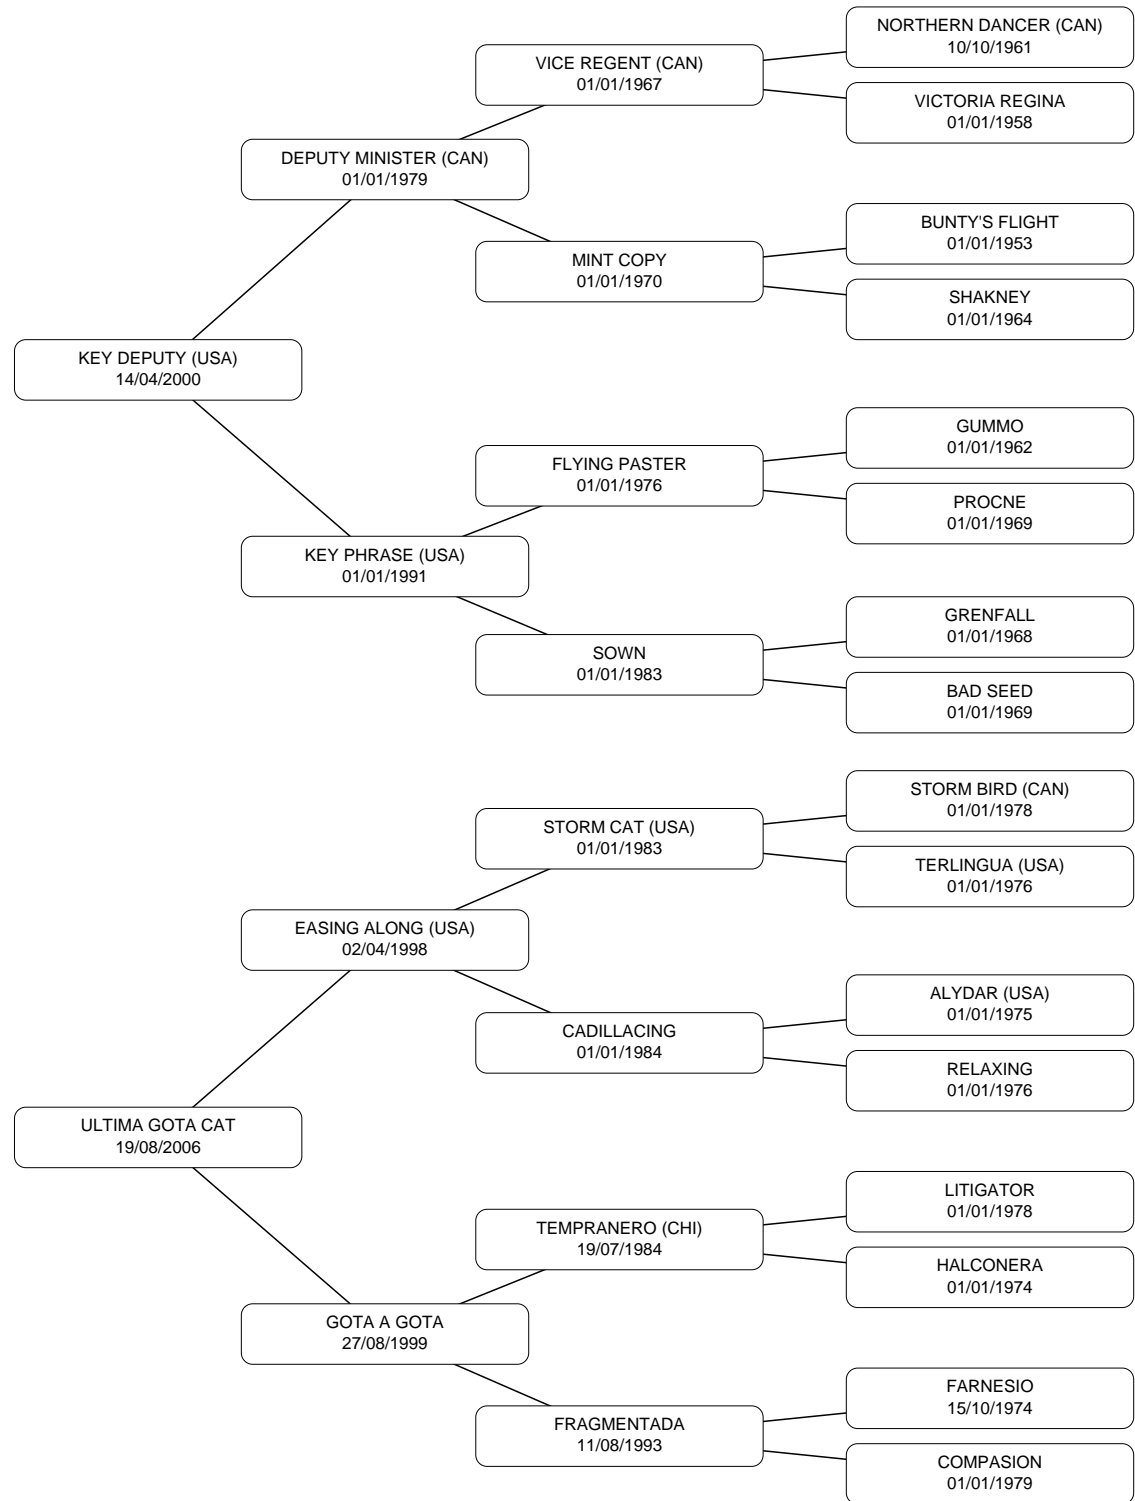 NORTHERN DANCER (CAN)
10/10/1961
VICE REGENT (CAN)
01/01/1967
VICTORIA REGINA
01/01/1958
DEPUTY MINISTER (CAN)
01/01/1979
BUNTY'S FLIGHT
01/01/1953
MINT COPY
01/01/1970
SHAKNEY
01/01/1964
KEY DEPUTY (USA)
14/04/2000
GUMMO
01/01/1962
FLYING PASTER
01/01/1976
PROCNE
01/01/1969
KEY PHRASE (USA)
01/01/1991
GRENFALL
01/01/1968
SOWN
01/01/1983
BAD SEED
01/01/1969
STORM BIRD (CAN)
01/01/1978
STORM CAT (USA)
01/01/1983
TERLINGUA (USA)
01/01/1976
EASING ALONG (USA)
02/04/1998
ALYDAR (USA)
01/01/1975
CADILLACING
01/01/1984
RELAXING
01/01/1976
ULTIMA GOTA CAT
19/08/2006
LITIGATOR
01/01/1978
TEMPRANERO (CHI)
19/07/1984
HALCONERA
01/01/1974
GOTA A GOTA
27/08/1999
FARNESIO
15/10/1974
FRAGMENTADA
11/08/1993
COMPASION
01/01/1979